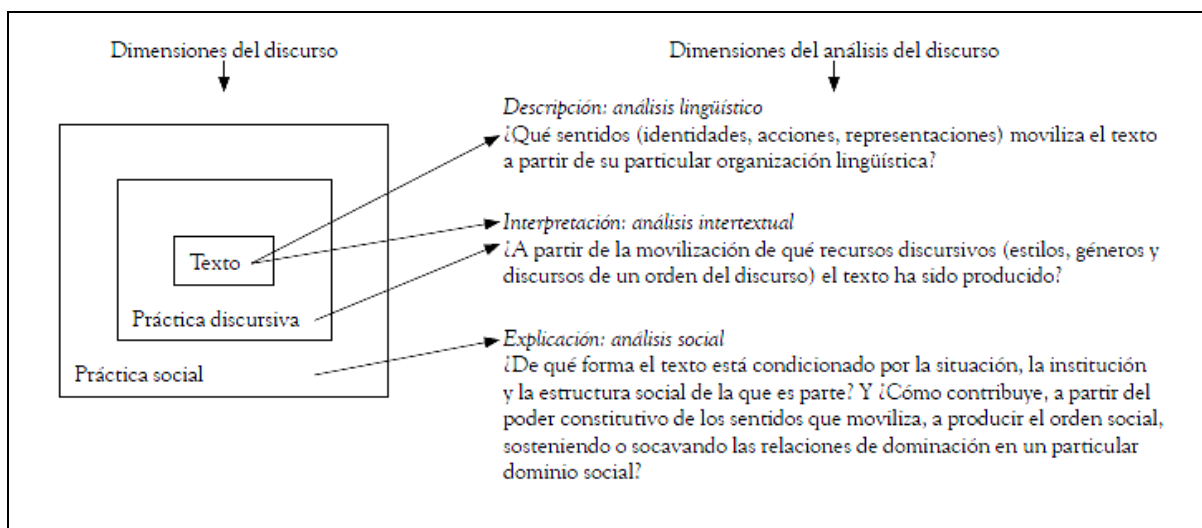 Dimensiones del discurso
Texto
Práctica discursiva
Práctica social
Dimensiones del análisis del discurso
Descripción: análisis lingüístico
¿Qué sentidos (identidades, acciones, representaciones) moviliza el texto
a partir de su particular organización lingüística?
Interpretación: análisis intertextual
¿A partir de la movilización de qué recursos discursivos (estilos, géneros y
discursos de un orden del discurso) el texto ha sido producido?
Explicación: análisis social
¿De qué forma el texto está condicionado por la situación, la institución
y la estructura social de la que es parte? Y ¿Cómo contribuye, a partir del
poder constitutivo de los sentidos que moviliza, a producir el orden social,
sosteniendo o socavando las relaciones de dominación en un particular
dominio social?